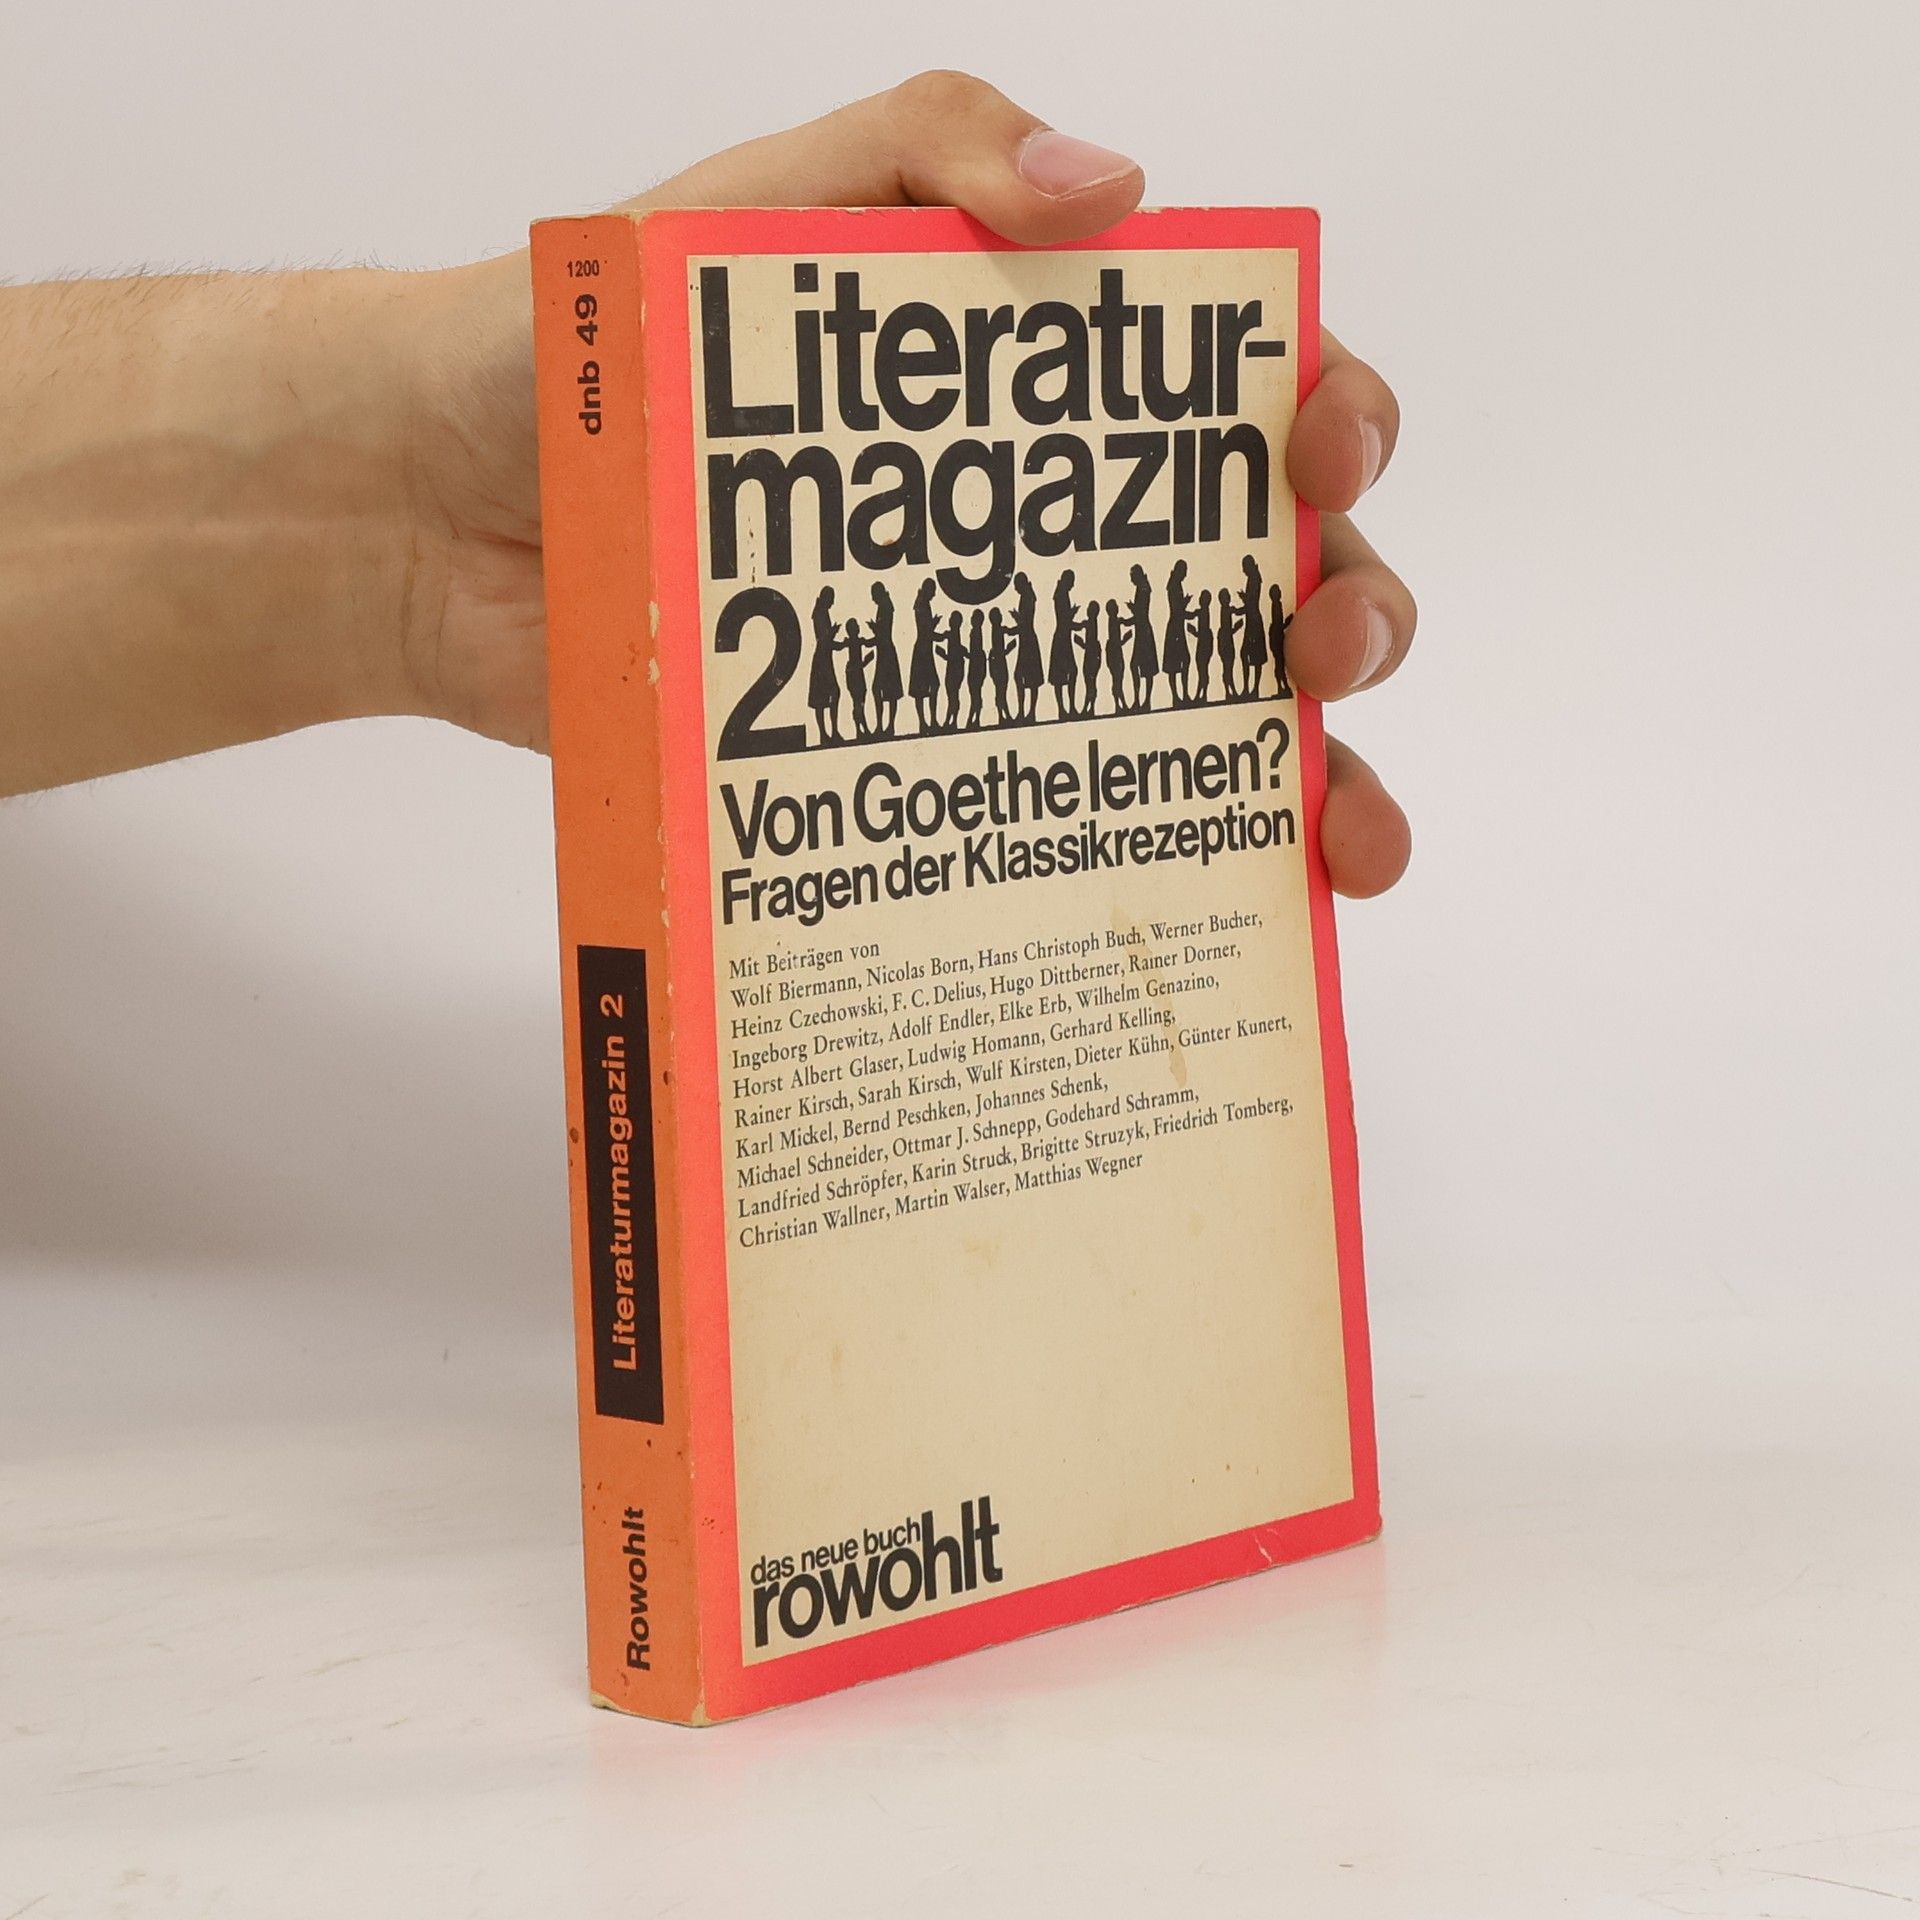 1200
dnb 49
Literaturmagazin 2
Rowohlt
Literatur-
magazin
2
Von Goethe lernen?
Fragen der Klassikrezeption
Mit Beiträgen von
Wolf Biermann, Nicolas Born, Hans Christoph Buch, Werner Bucher,
Heinz Czechowski, F. C. Delius, Hugo Dittberner, Rainer Dorner,
Ingeborg Drewitz, Adolf Endler, Elke Erb, Wilhelm Genazino,
Horst Albert Glaser, Ludwig Homann, Gerhard Kelling,
Rainer Kirsch, Sarah Kirsch, Wulf Kirsten, Dieter Kühn, Günter Kunert,
Karl Mickel, Bernd Peschken, Johannes Schenk,
Michael Schneider, Ottmar J. Schnepp, Godehard Schramm,
Landfried Schröpfer, Karin Struck, Brigitte Struzyk, Friedrich Tomberg,
Christian Wallner, Martin Walser, Matthias Wegner
das neue buch
rowohlt